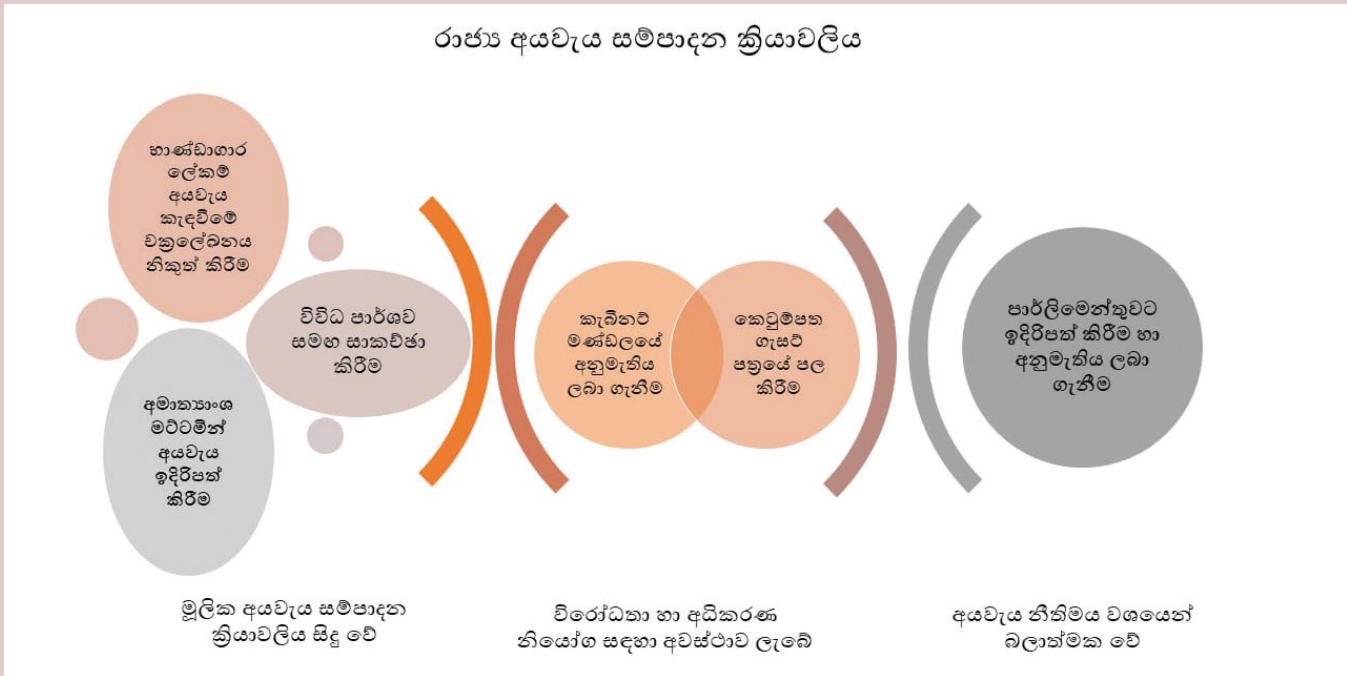 රාජ්‍ය අයවැය සම්පාදන ක්‍රියාවලිය
භාණ්ඩාගාර
ලේකම්
අයවැය
කැඳවීමේ
චක්‍රලේඛනය
නිකුත් කිරීම
විවිධ පාර්ශව
සමඟ සාකච්ඡා
කිරීම
අමාත්‍යාංශ
මට්ටමින්
අයවැය
ඉදිරිපත්
කිරීම
කැබිනට්
මණ්ඩලයේ
අනුමැතිය
ලබා ගැනීම
කෙටුම්පත
ගැසට්
පත්‍රයේ පල
කිරීම
පාර්ලිමෙන්තුවට
ඉදිරිපත් කිරීම හා
අනුමැතිය ලබා
ගැනීම
මූලික අයවැය සම්පාදන
ක්‍රියාවලිය සිදු වේ
විරෝධතා හා අධිකරණ
නියෝග සඳහා අවස්ථාව ලැබේ
අයවැය නීතිමය වශයෙන්
බලාත්මක වේ